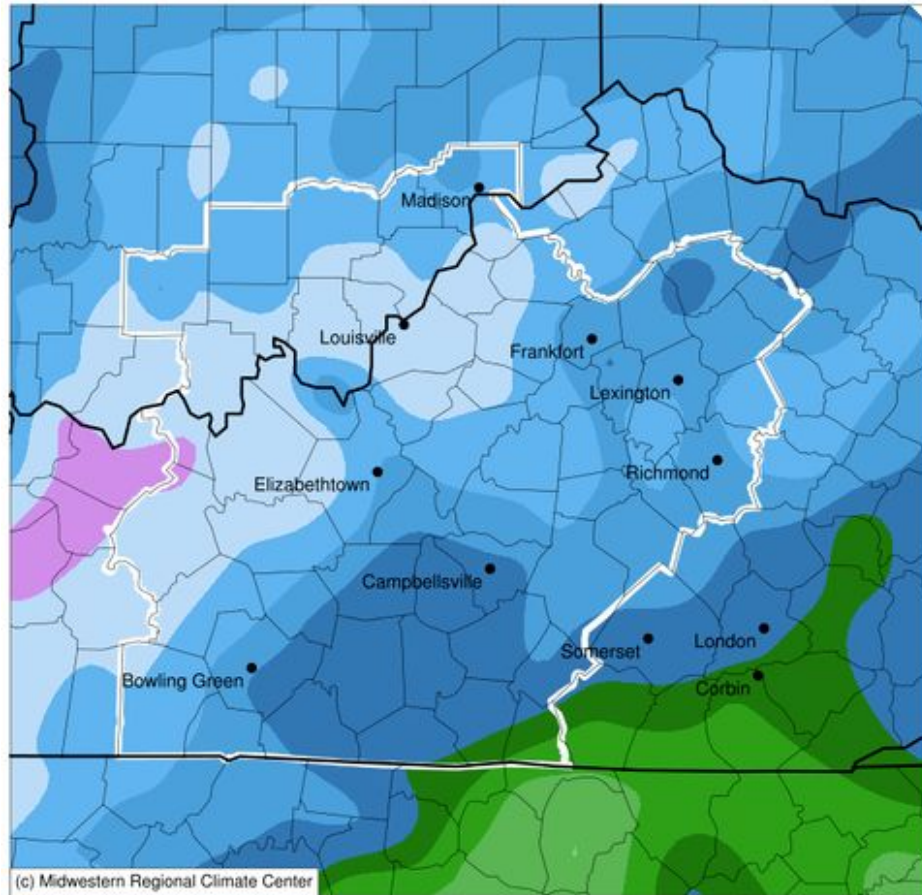 Madison
Louisville
Frankfort
Lexington
Richmond
Elizabethtown
Campbellsville
Somerset
London
Bowling Green
Corbin
(c) Midwestern Regional Climate Center